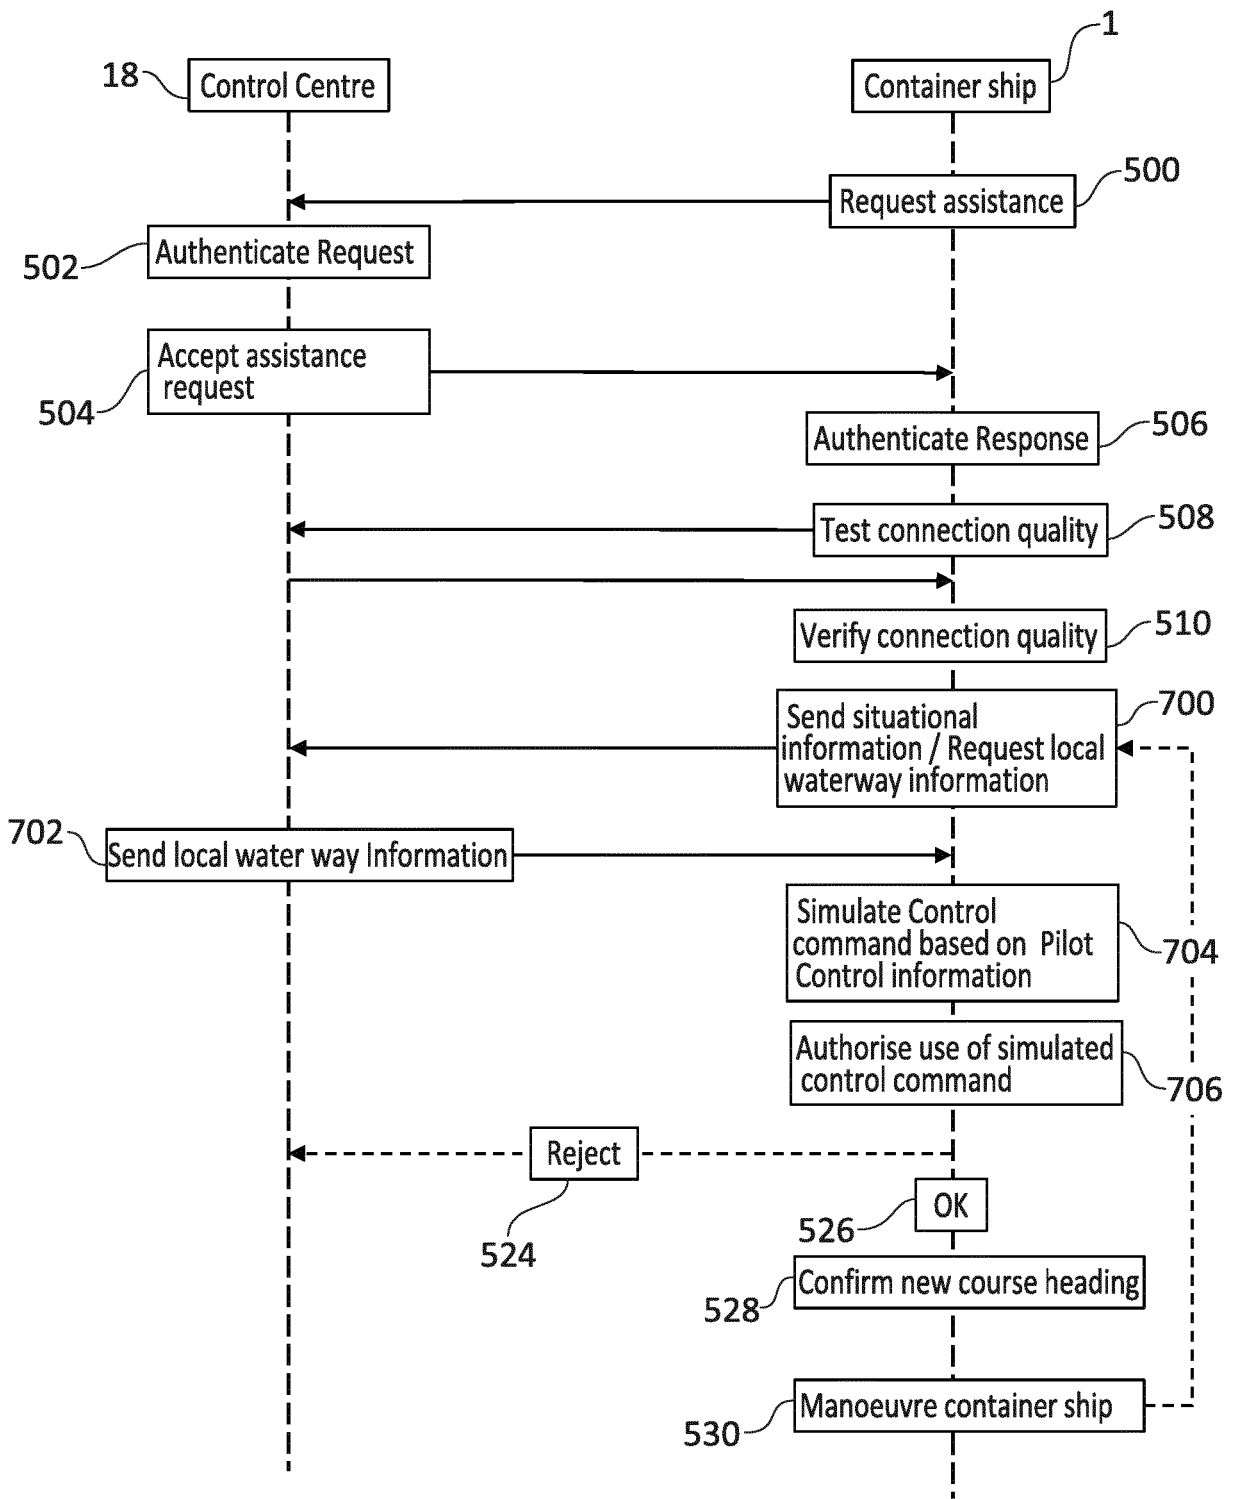 1
18
Control Centre
Container ship
500
Request assistance
502
Authenticate Request
Accept assistance
request
504
506
Authenticate Response
508
Test connection quality
510
Verify connection quality
700
Send situational
information / Request local
waterway information
702
Send local water way Information
Simulate Control
command based on Pilot
Control information
704
Authorise use of simulated
control command
706
Reject
524
OK
526
Confirm new course heading
528
Manoeuvre container ship
530